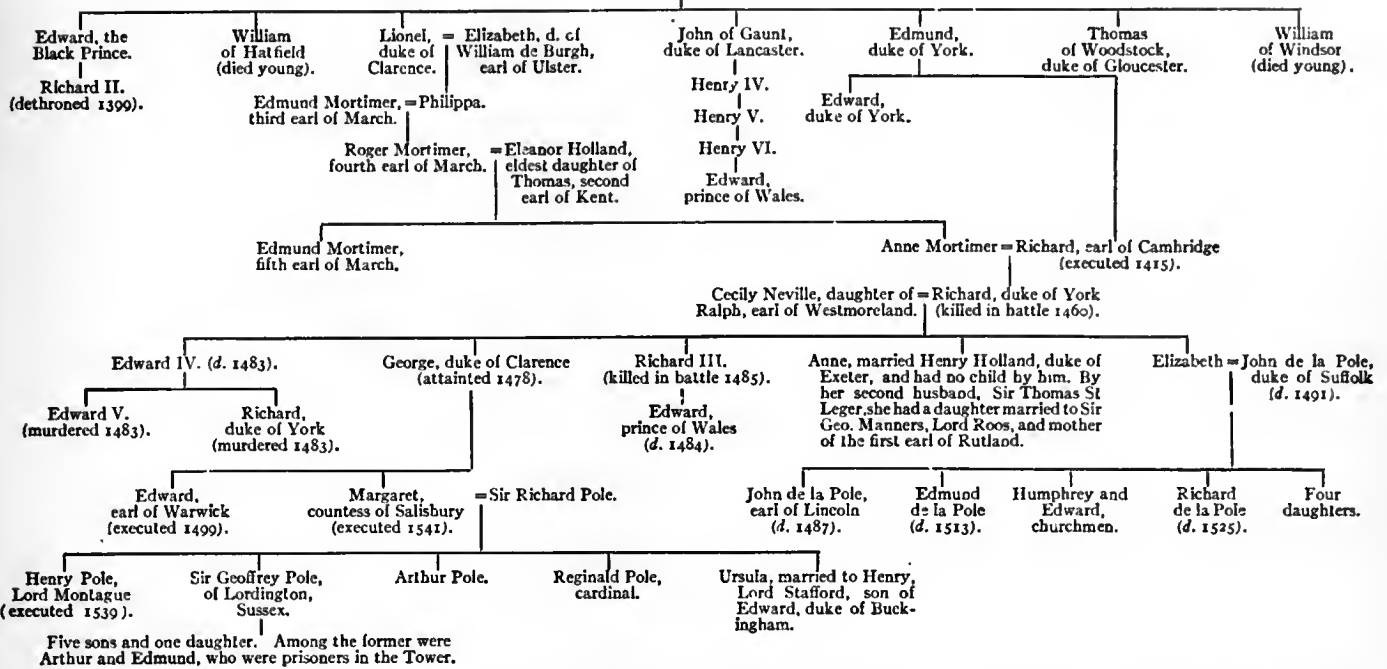 Edward, the
Black Prince.
Richard II.
(dethroned 1399).
William
of Hatfield
(died young).
Lionel,
duke of
Clarence.
= Elizabeth, d. of
William de Burgh,
earl of Ulster.
John of Gaunt,
duke of Lancaster.
Edmund,
duke of York.
Thomas
of Woodstock,
duke of Gloucester.
William
of Windsor
(died young).
Henry IV.
Henry V.
Henry VI.
Edward,
prince of Wales.
Edward,
duke of York.
Edmund Mortimer, = Philippa.
third earl of March.
Roger Mortimer,
fourth earl of March.
= Eleanor Holland,
eldest daughter of
Thomas, second
earl of Kent.
Edmund Mortimer,
fifth earl of March.
Anne Mortimer = Richard, earl of Cambridge
(executed 1415).
Cecily Neville, daughter of = Richard, duke of York
Ralph, earl of Westmoreland. (killed in battle 1460).
Edward IV. (d. 1483).
George, duke of Clarence
(attainted 1478).
Richard III.
(killed in battle 1485).
Anne, married Henry Holland, duke of
Exeter, and had no child by him. By
her second husband, Sir Thomas St
Leger, she had a daughter married to Sir
Geo. Manners, Lord Roos, and mother
of the first earl of Rutland.
Elizabeth = John de la Pole,
duke of Suffolk
(d. 1491).
Edward V.
(murdered 1483).
Richard,
duke of York
(murdered 1483).
Edward,
prince of Wales
(d. 1484).
Edward,
earl of Warwick
(executed 1499).
Margaret,
countess of Salisbury
(executed 1541).
= Sir Richard Pole.
John de la Pole,
earl of Lincoln
(d. 1487).
Edmund
de la Pole
(d. 1513).
Humphrey and
Edward,
churchmen.
Richard
de la Pole
(d. 1525).
Four
daughters.
Henry Pole,
Lord Montague
(executed 1539).
Sir Geoffrey Pole,
of Lordington,
Sussex.
Arthur Pole.
Reginald Pole,
cardinal.
Ursula, married to Henry,
Lord Stafford, son of
Edward, duke of Buck-
ingham.
Five sons and one daughter. Among the former were
Arthur and Edmund, who were prisoners in the Tower.